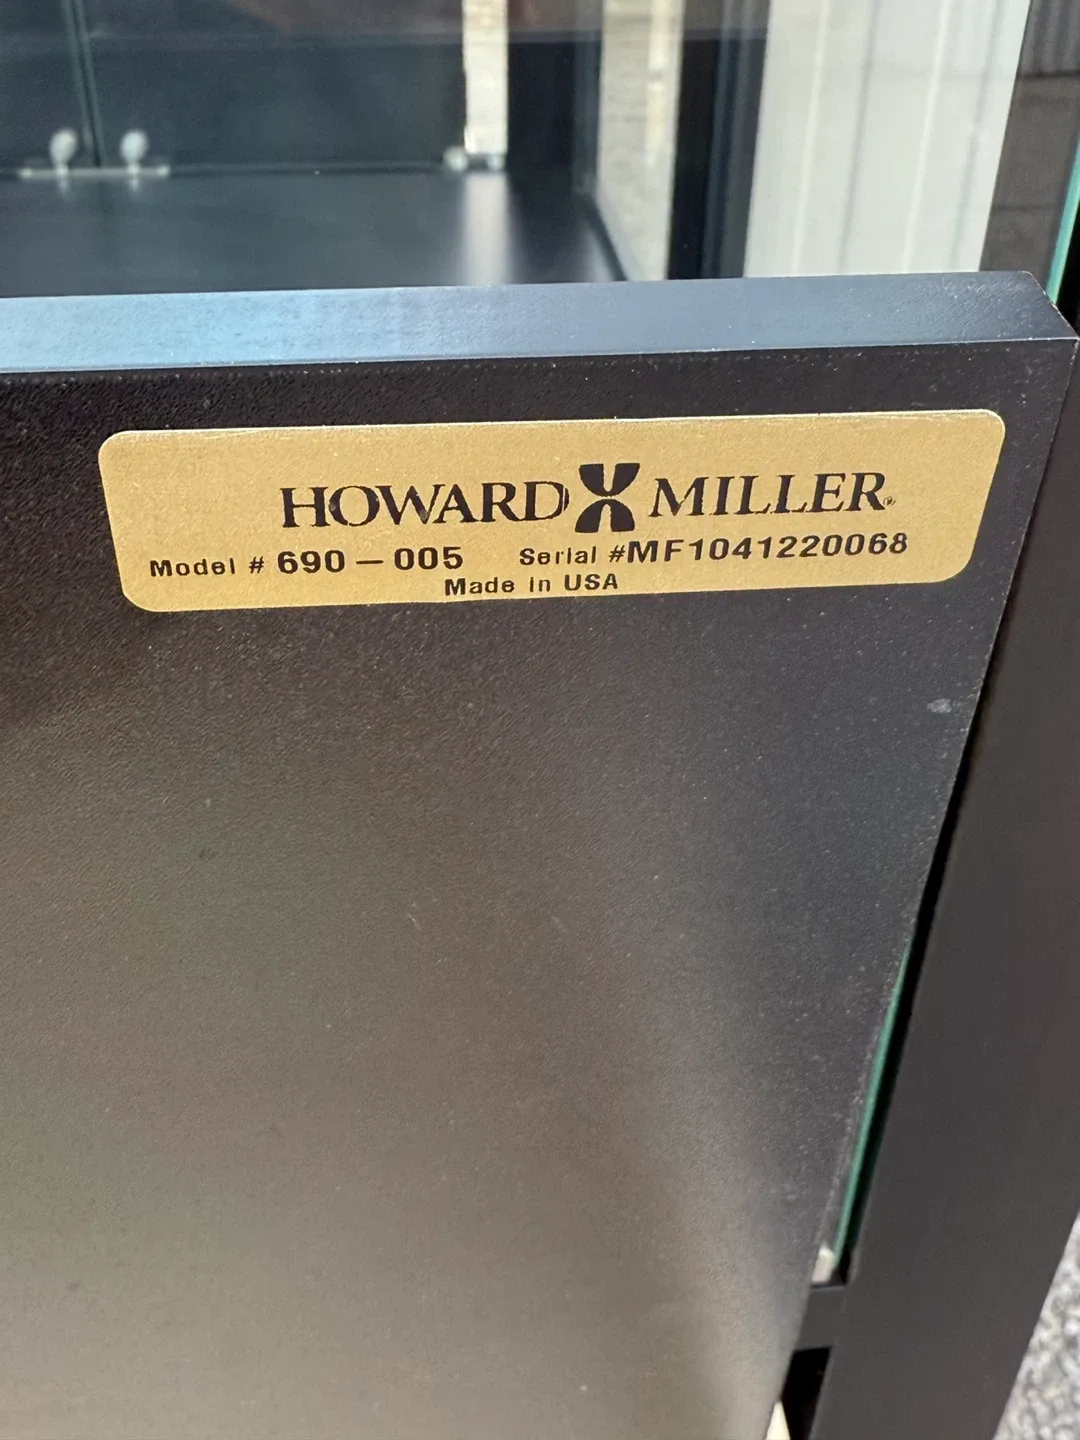 HOWARD MILLER®
Model # 690-005 Serial #MF1041220068
Made in USA